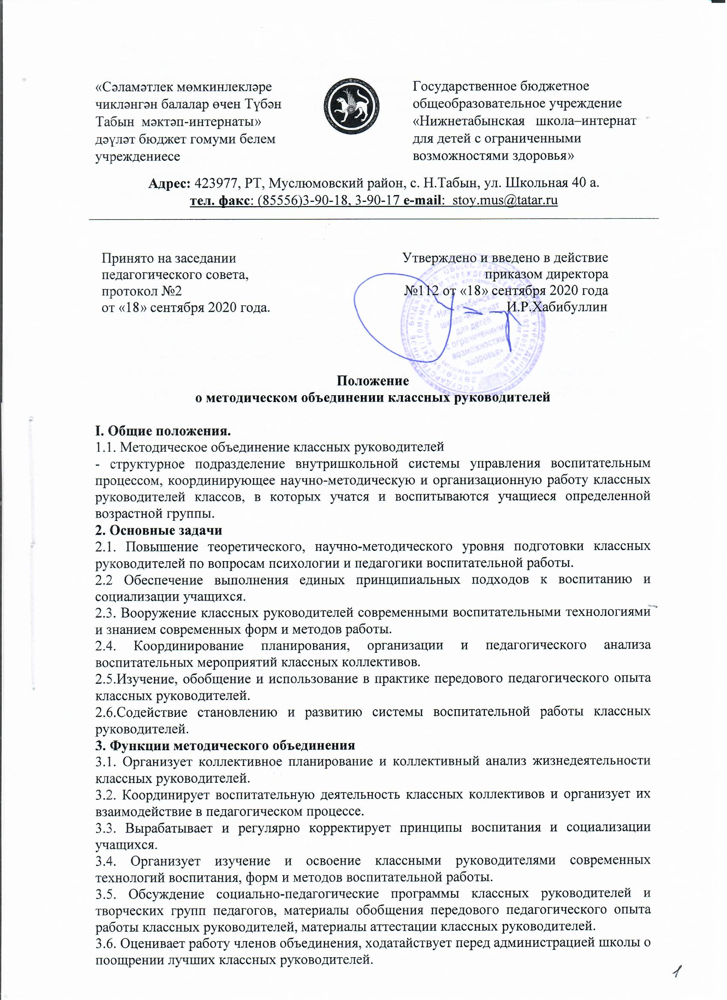 «Сәламәтлек мөмкинлекләре
чикләнгән балалар өчен Түбән
Табын мәктәп-интернаты»
дәүләт бюджет гомуми белем
учреждениесе
Государственное бюджетное
общеобразовательное учреждение
«Нижнетабынская школа–интернат
для детей с ограниченными
возможностями здоровья»
Адрес: 423977, РТ, Муслюмовский район, с. Н.Табын, ул. Школьная 40 а.
тел. факс: (85556)3-90-18, 3-90-17 e-mail: stoy.mus@tatar.ru
Принято на заседании
педагогического совета,
протокол №2
от «18» сентября 2020 года.
Утверждено и введено в действие
приказом директора
№112 от «18» сентября 2020 года
И.Р.Хабибуллин
«Нижнетабынская
школа-интернат
для детей
с ограниченными
возможностями
здоровья»
Положение
о методическом объединении классных руководителей
I. Общие положения.
1.1. Методическое объединение классных руководителей
- структурное подразделение внутришкольной системы управления воспитательным
процессом, координирующее научно-методическую и организационную работу классных
руководителей классов, в которых учатся и воспитываются учащиеся определенной
возрастной группы.
2. Основные задачи
2.1. Повышение теоретического, научно-методического уровня подготовки классных
руководителей по вопросам психологии и педагогики воспитательной работы.
2.2 Обеспечение выполнения единых принципиальных подходов к воспитанию и
социализации учащихся.
2.3. Вооружение классных руководителей современными воспитательными технологиями
и знанием современных форм и методов работы.
2.4. Координирование планирования, организации и педагогического анализа
воспитательных мероприятий классных коллективов.
2.5.Изучение, обобщение и использование в практике передового педагогического опыта
классных руководителей.
2.6.Содействие становлению и развитию системы воспитательной работы классных
руководителей.
3. Функции методического объединения
3.1. Организует коллективное планирование и коллективный анализ жизнедеятельности
классных руководителей.
3.2. Координирует воспитательную деятельность классных коллективов и организует их
взаимодействие в педагогическом процессе.
3.3. Вырабатывает и регулярно корректирует принципы воспитания и социализации
учащихся.
3.4. Организует изучение и освоение классными руководителями современных
технологий воспитания, форм и методов воспитательной работы.
3.5. Обсуждение социально-педагогические программы классных руководителей и
творческих групп педагогов, материалы обобщения передового педагогического опыта
работы классных руководителей, материалы аттестации классных руководителей.
3.6. Оценивает работу членов объединения, ходатайствует перед администрацией школы о
поощрении лучших классных руководителей.
1